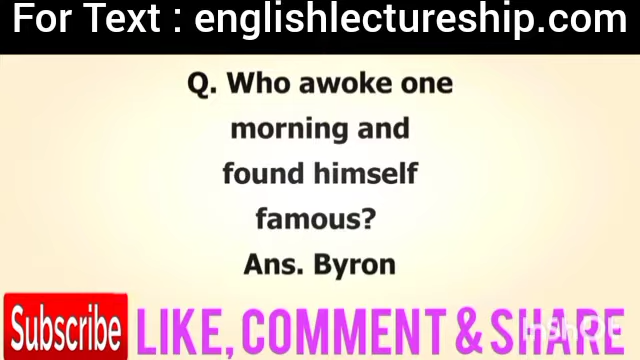 For Text : englishlectureship.com
Q. Who awoke one
morning and
found himself
famous?
Ans. Byron
Subscribe LIKE, COMMENT & SHARE